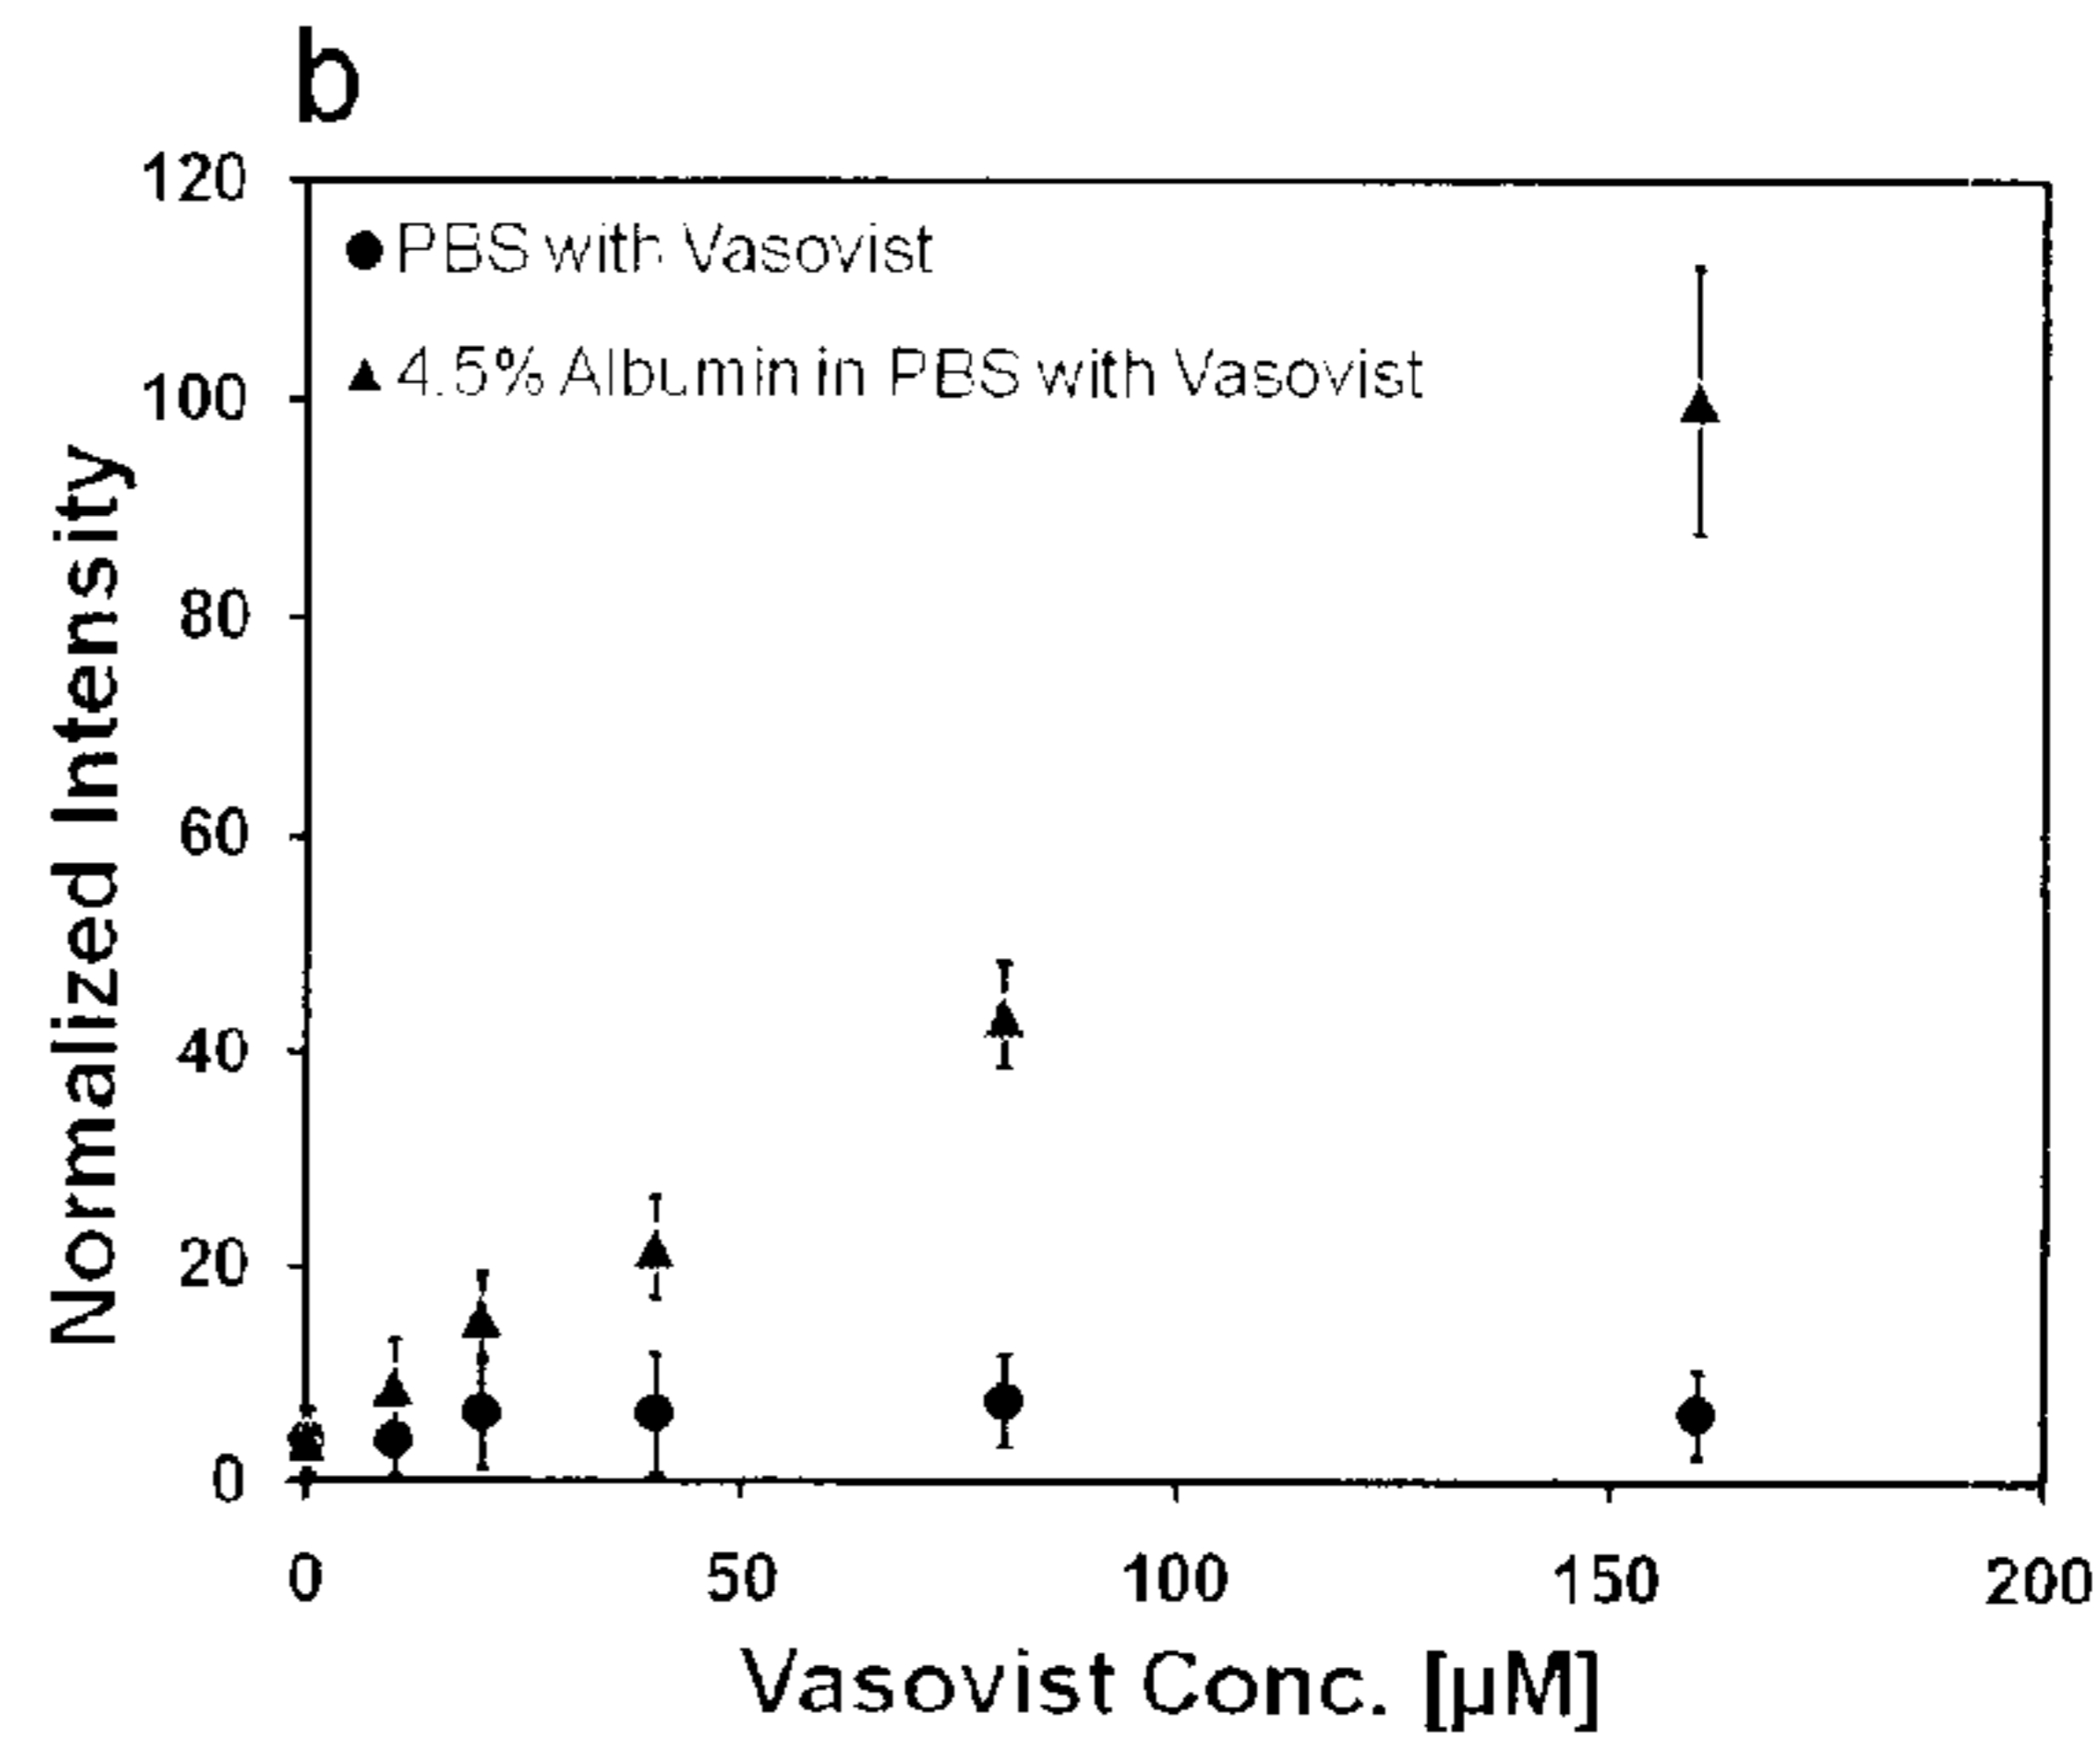 b
120
● PBS with Vasovist
▲ 4.5% Albumin in PBS with Vasovist
100
80
60
40
20
0
Normalized Intensity
0 50 100 150 200
Vasovist Conc. [µM]